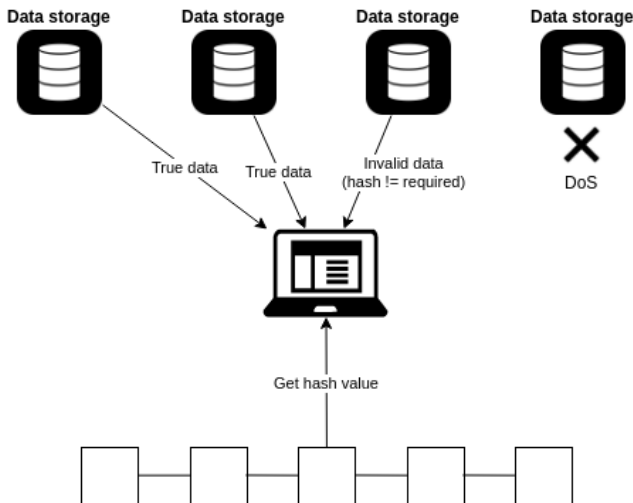 Data storage
Data storage
Data storage
Data storage
True data
True data
Invalid data
(hash != required)
DoS
Get hash value